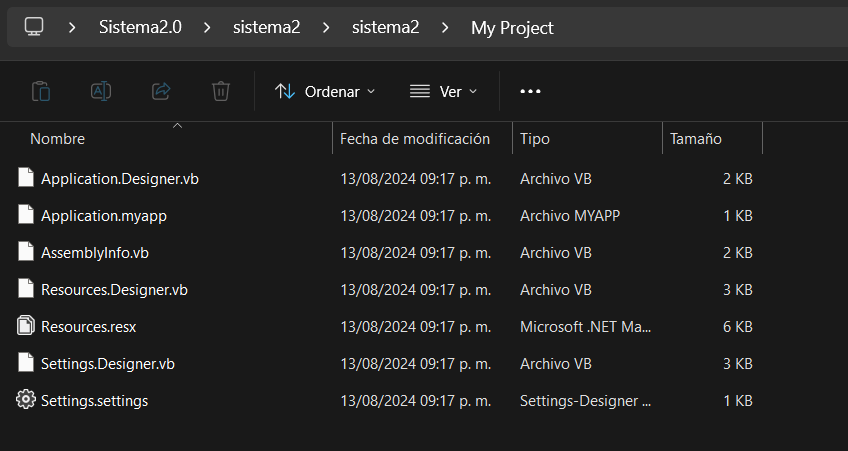 Sistema2.0 > sistema2 > sistema2 > My Project
Ordenar Ver
Nombre Fecha de modificación Tipo Tamaño
Application.Designer.vb 13/08/2024 09:17 p. m. Archivo VB 2 KB
Application.myapp 13/08/2024 09:17 p. m. Archivo MYAPP 1 KB
AssemblyInfo.vb 13/08/2024 09:17 p. m. Archivo VB 2 KB
Resources.Designer.vb 13/08/2024 09:17 p. m. Archivo VB 3 KB
Resources.resx 13/08/2024 09:17 p. m. Microsoft .NET Ma... 6 KB
Settings.Designer.vb 13/08/2024 09:17 p. m. Archivo VB 3 KB
Settings.settings 13/08/2024 09:17 p. m. Settings-Designer ... 1 KB